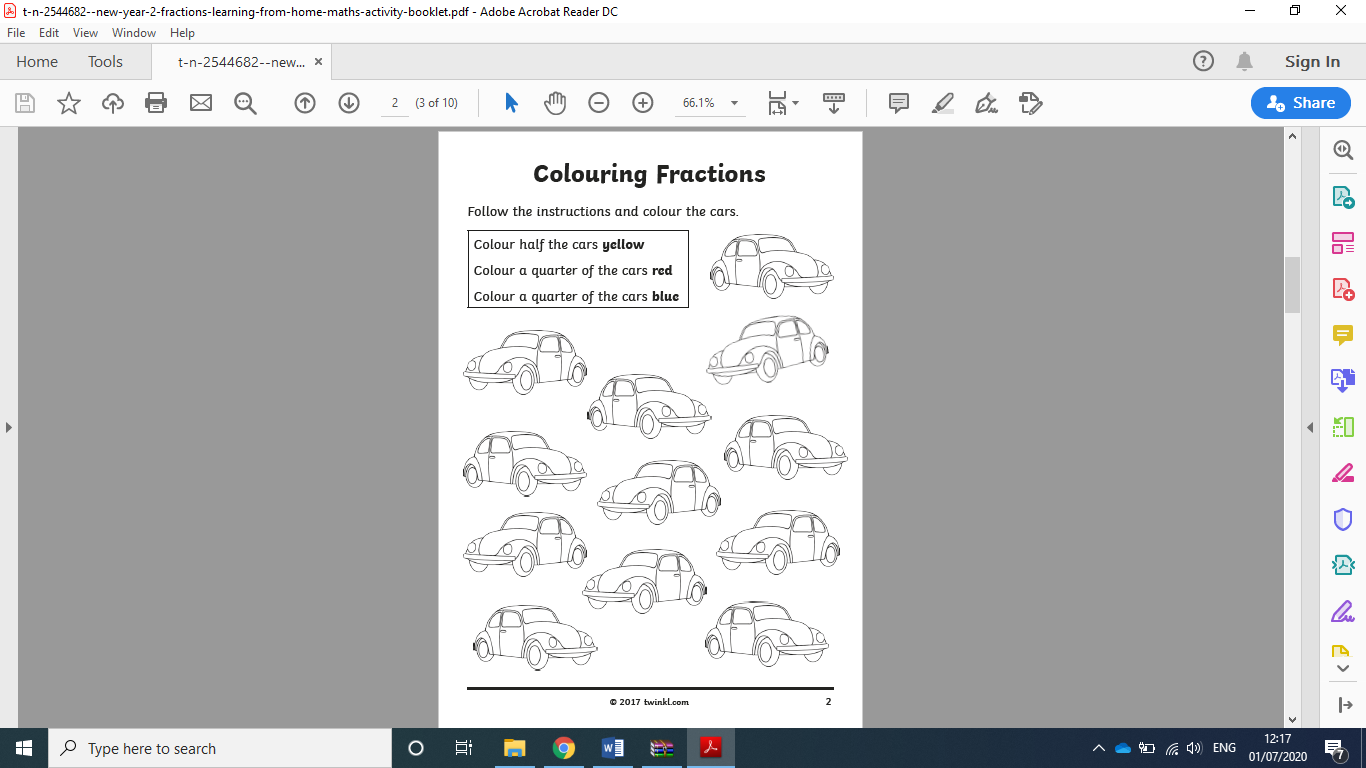 t-n-2544682--new-year-2-fractions-learning-from-home-maths-activity-booklet.pdf - Adobe Acrobat Reader DC
File Edit View Window Help
Home Tools t-n-2544682--new... × Sign In
2 (3 of 10) 66.1% Share
Colouring Fractions
Follow the instructions and colour the cars.
Colour half the cars yellow
Colour a quarter of the cars red
Colour a quarter of the cars blue
© 2017 twinkl.com 2
Type here to search
ENG
12:17
01/07/2020
7